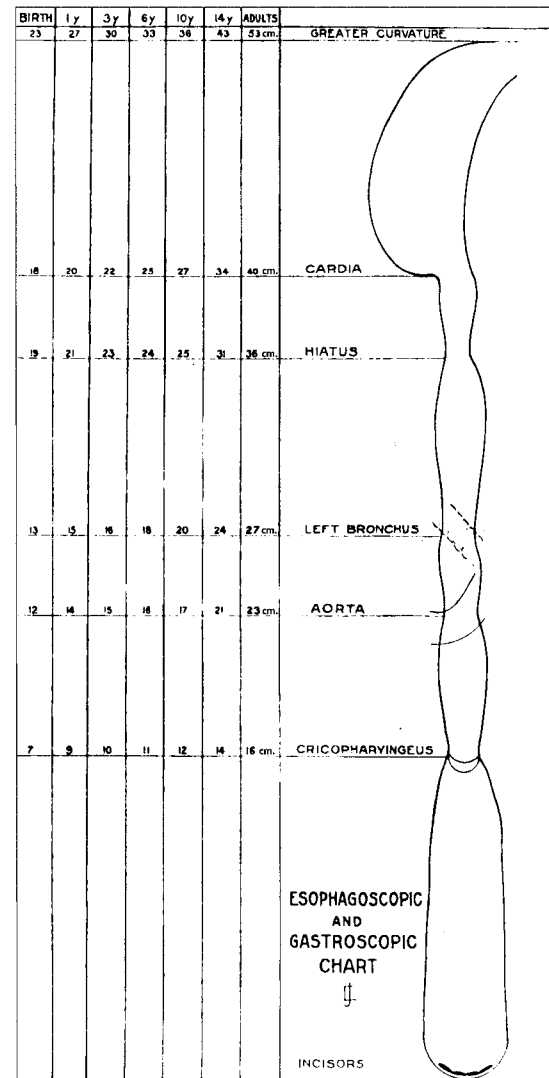 BIRTH 1y 3y 6y 10y 14y ADULTS
23 27 30 33 36 43 53 cm. GREATER CURVATURE
18 20 22 25 27 34 40 cm. CARDIA
19 21 23 24 25 31 36 cm. HIATUS
13 15 16 18 20 24 27 cm. LEFT BRONCHUS
12 14 15 16 17 21 23 cm. AORTA
7 9 10 11 12 14 16 cm. CRICOPHARYINGEUS
ESOPHAGOSCOPIC
AND
GASTROSCOPIC
CHART
INCISORS